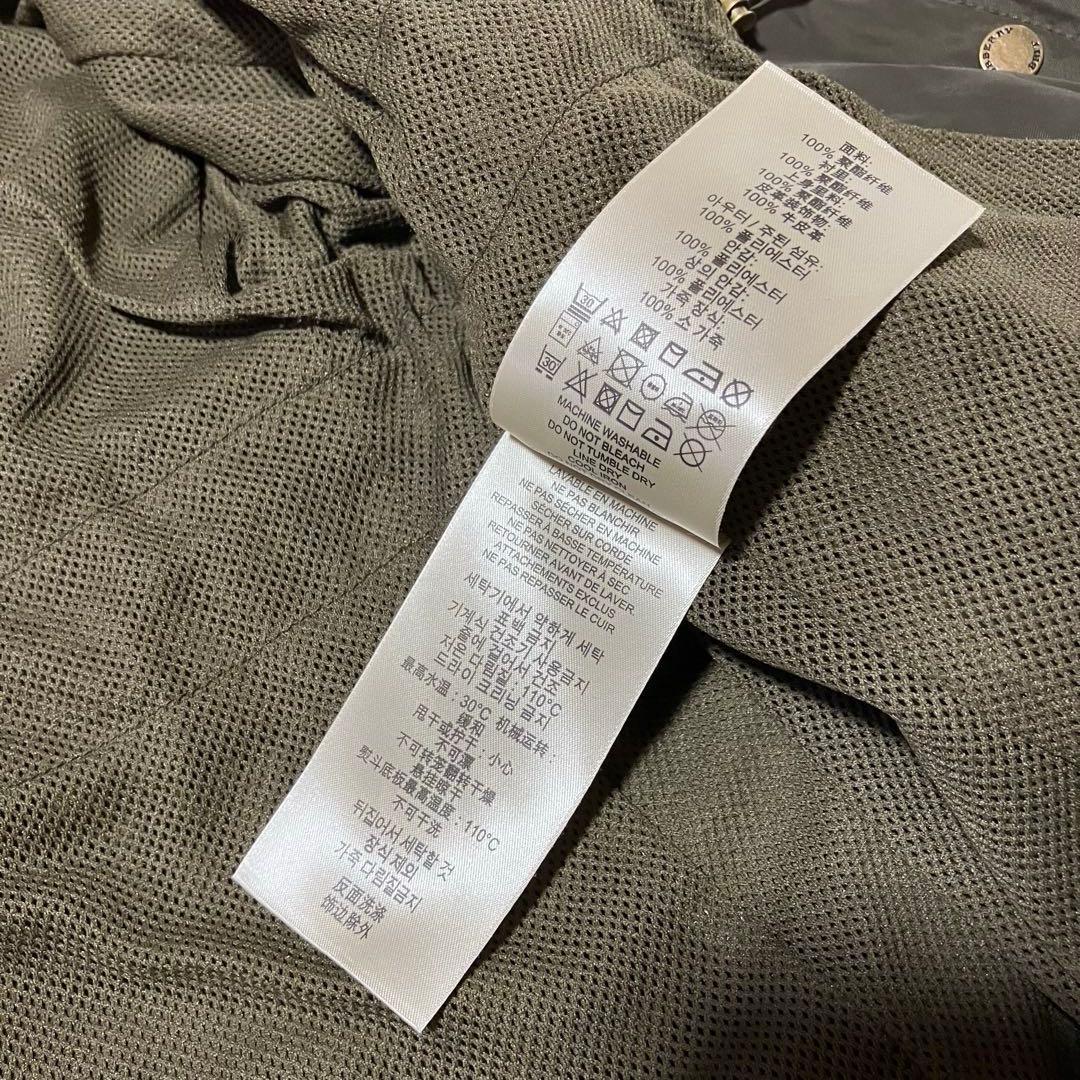 BURBERRY BRIT
面料:
100% 聚酯纤维
衬里:
100% 聚酯纤维
上身里料:
100% 聚酯纤维
皮革装饰物:
100% 牛皮革
아웃터 / 주된 섬유:
100% 폴리에스터
안감:
100% 폴리에스터
상의 안감:
100% 폴리에스터
가죽 장식:
100% 소 가죽
30
30
MACHINE WASHABLE
DO NOT BLEACH
DO NOT TUMBLE DRY
LINE DRY
COOL IRON
LAVABLE EN MACHINE
NE PAS BLANCHIR
NE PAS SÉCHER EN MACHINE
SÉCHER SUR CORDE
REPASSER À BASSE TEMPÉRATURE
NE PAS NETTOYER À SEC
RETOURNER AVANT DE LAVER
ATTACHEMENTS EXCLUS
NE PAS REPASSER LE CUIR
세탁기에서 약하게 세탁
표백 금지
기계식 건조기 사용금지
줄에 걸어서 건조
저온 다림질: 110°C
드라이 크리닝 금지
最高水温 : 30°C 机械运转 :
缓和
甩干或拧干 : 小心
不可漂
不可转笼翻转干燥
悬挂晾干
熨斗底板最高温度 : 110°C
不可干洗
뒤집어서 세탁할 것
장식 제외
가죽 다림질금지
反面洗涤
饰边除外